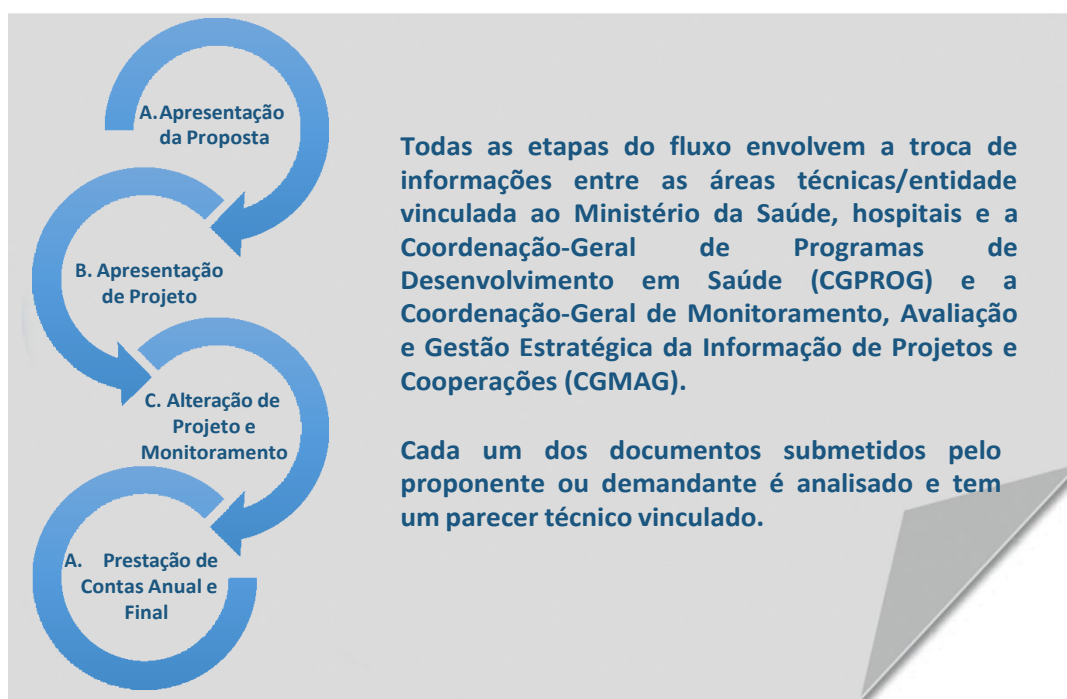 A. Apresentação
da Proposta
B. Apresentação
de Projeto
C. Alteração de
Projeto e
Monitoramento
A. Prestação de
Contas Anual e
Final
Todas as etapas do fluxo envolvem a troca de
informações entre as áreas técnicas/entidade
vinculada ao Ministério da Saúde, hospitais e a
Coordenação-Geral de Programas de
Desenvolvimento em Saúde (CGPROG) e a
Coordenação-Geral de Monitoramento, Avaliação
e Gestão Estratégica da Informação de Projetos e
Cooperações (CGMAG).
Cada um dos documentos submetidos pelo
proponente ou demandante é analisado e tem
um parecer técnico vinculado.